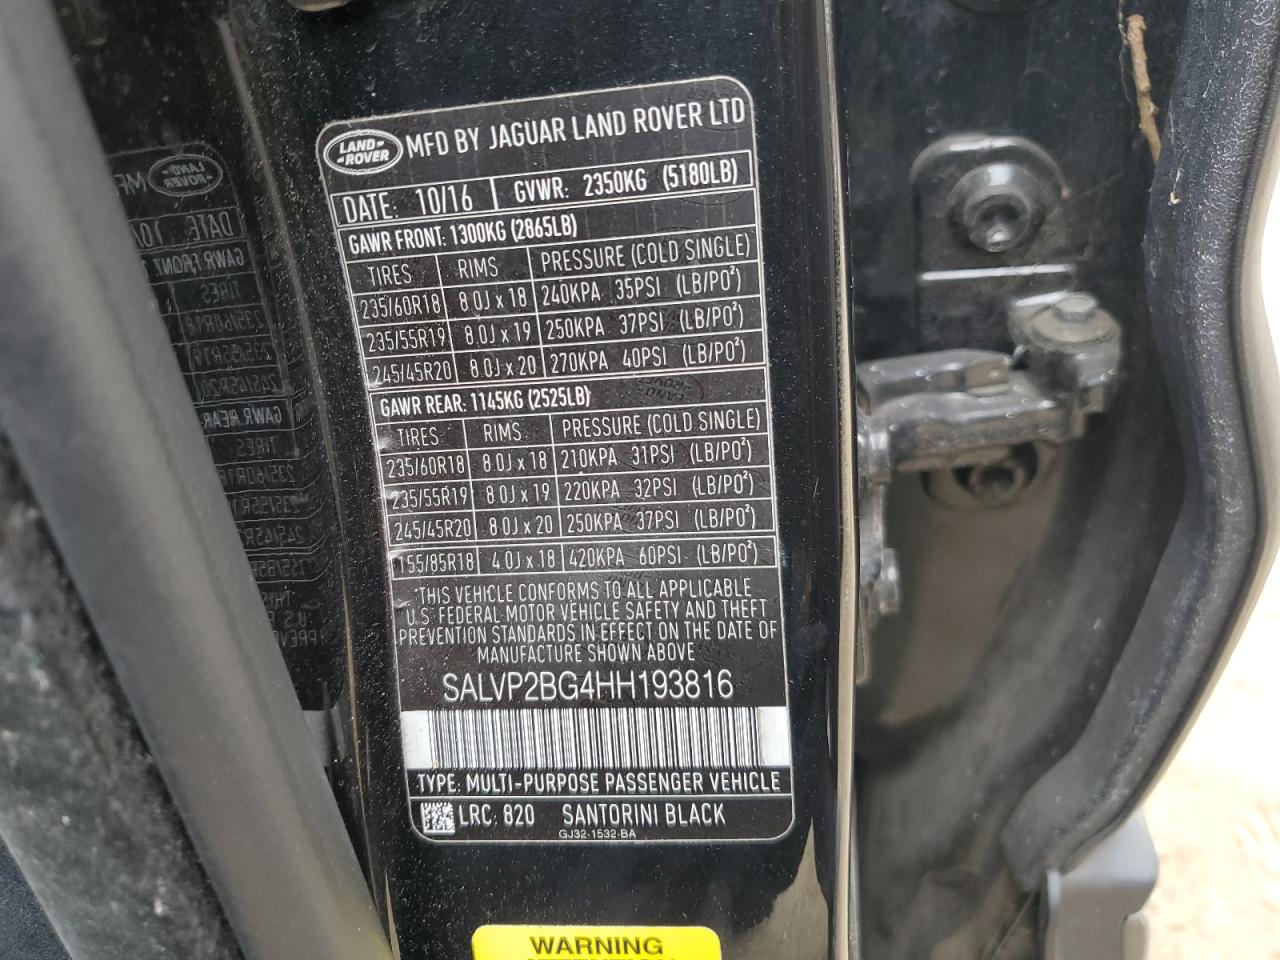 LAND-
-ROVER
MFD BY JAGUAR LAND ROVER LTD
DATE: 10/16 GVWR: 2350KG (5180LB)
GAWR FRONT: 1300KG (2865LB)
TIRES RIMS PRESSURE (COLD SINGLE)
235/60R18 8.0J x 18 240KPA 35PSI (LB/PO²)
235/55R19 8.0J x 19 250KPA 37PSI (LB/PO²)
245/45R20 8.0J x 20 270KPA 40PSI (LB/PO²)
GAWR REAR: 1145KG (2525LB)
TIRES RIMS PRESSURE (COLD SINGLE)
235/60R18 8.0J x 18 210KPA 31PSI (LB/PO²)
235/55R19 8.0J x 19 220KPA 32PSI (LB/PO²)
245/45R20 8.0J x 20 250KPA 37PSI (LB/PO²)
155/85R18 4.0J x 18 420KPA 60PSI (LB/PO²)
THIS VEHICLE CONFORMS TO ALL APPLICABLE
U.S FEDERAL MOTOR VEHICLE SAFETY AND THEFT
PREVENTION STANDARDS IN EFFECT ON THE DATE OF
MANUFACTURE SHOWN ABOVE
SALVP2BG4HH193816
TYPE: MULTI-PURPOSE PASSENGER VEHICLE
LRC: 820 SANTORINI BLACK
GJ32-1532-BA
WARNING
ATTENTION